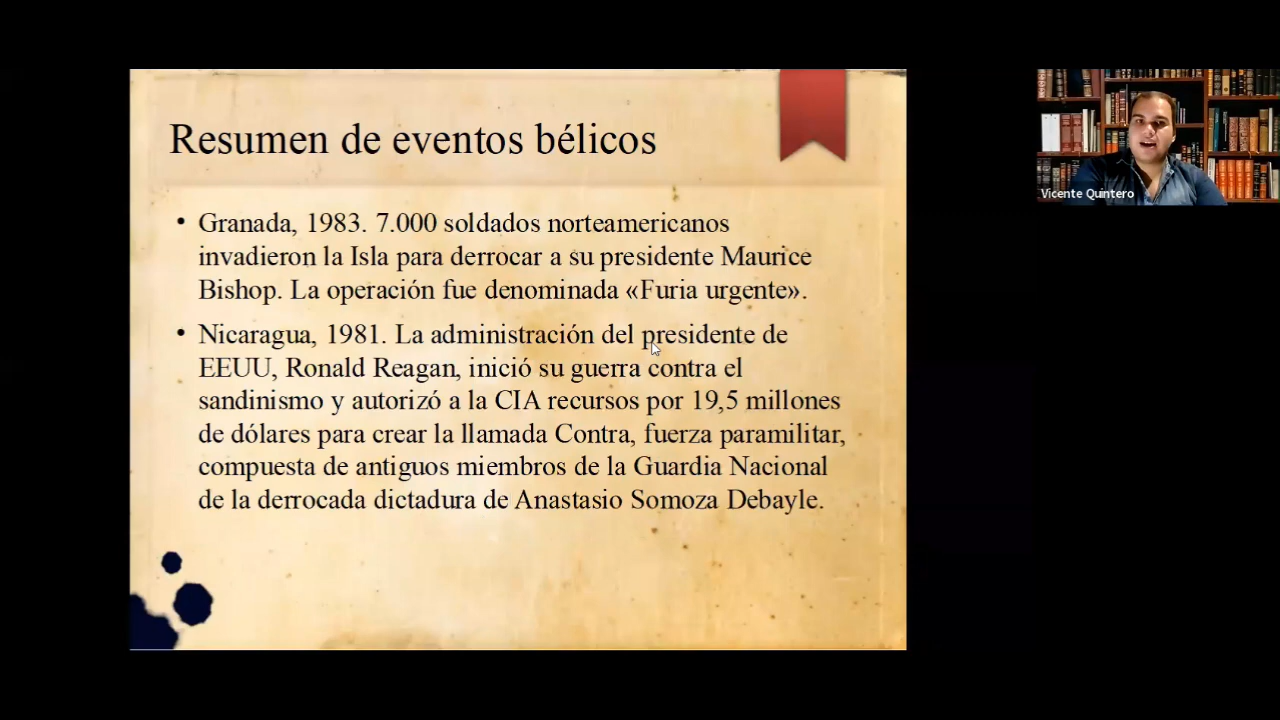 Resumen de eventos bélicos
• Granada, 1983. 7.000 soldados norteamericanos
invadieron la Isla para derrocar a su presidente Maurice
Bishop. La operación fue denominada «Furia urgente».
• Nicaragua, 1981. La administración del presidente de
EEUU, Ronald Reagan, inició su guerra contra el
sandinismo y autorizó a la CIA recursos por 19,5 millones
de dólares para crear la llamada Contra, fuerza paramilitar,
compuesta de antiguos miembros de la Guardia Nacional
de la derrocada dictadura de Anastasio Somoza Debayle.
Vicente Quintero